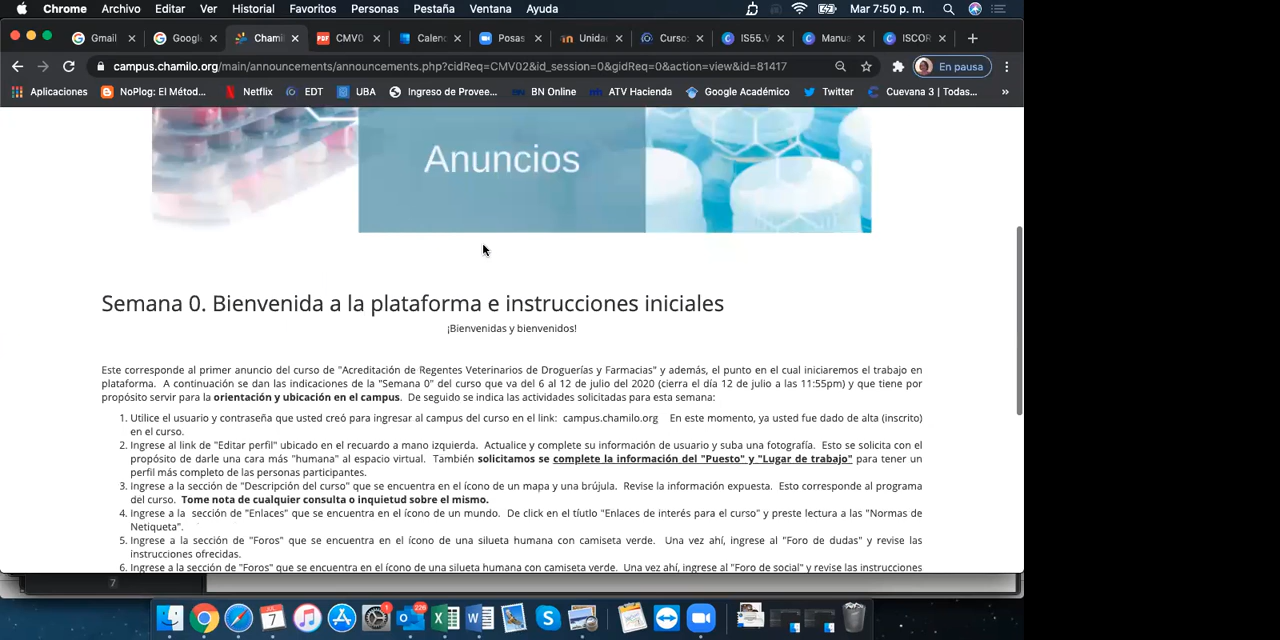 Chrome Archivo Editar Ver Historial Favoritos Personas Pestaña Ventana Ayuda Mar 7:50 p. m.
Gmail Google Chamil CMV0 Calend Posas Unida Curso: IS55.V Manua ISCOR
campus.chamilo.org/main/announcements/announcements.php?cidReq=CMV02&id_session=0&gidReq=0&action=view&id=81417 En pausa
Aplicaciones NoPlog: El Métod... Netflix EDT UBA Ingreso de Provee... BN Online ATV Hacienda Google Académico Twitter Cuevana 3 | Todas... »
Anuncios
Semana 0. Bienvenida a la plataforma e instrucciones iniciales
¡Bienvenidas y bienvenidos!
Este corresponde al primer anuncio del curso de "Acreditación de Regentes Veterinarios de Droguerías y Farmacias" y además, el punto en el cual iniciaremos el trabajo en
plataforma. A continuación se dan las indicaciones de la "Semana 0" del curso que va del 6 al 12 de julio del 2020 (cierra el día 12 de julio a las 11:55pm) y que tiene por
propósito servir para la orientación y ubicación en el campus. De seguido se indica las actividades solicitadas para esta semana:
1. Utilice el usuario y contraseña que usted creó para ingresar al campus del curso en el link: campus.chamilo.org En este momento, ya usted fue dado de alta (inscrito)
en el curso.
2. Ingrese al link de "Editar perfil" ubicado en el recuardo a mano izquierda. Actualice y complete su información de usuario y suba una fotografía. Esto se solicita con el
propósito de darle una cara más "humana" al espacio virtual. También solicitamos se complete la información del "Puesto" y "Lugar de trabajo" para tener un
perfil más completo de las personas participantes.
3. Ingrese a la sección de "Descripción del curso" que se encuentra en el ícono de un mapa y una brújula. Revise la información expuesta. Esto corresponde al programa
del curso. Tome nota de cualquier consulta o inquietud sobre el mismo.
4. Ingrese a la sección de "Enlaces" que se encuentra en el ícono de un mundo. De click en el tíutlo "Enlaces de interés para el curso" y preste lectura a las "Normas de
Netiqueta".
5. Ingrese a la sección de "Foros" que se encuentra en el ícono de una silueta humana con camiseta verde. Una vez ahí, ingrese al "Foro de dudas" y revise las
instrucciones ofrecidas.
6. Ingrese a la sección de "Foros" que se encuentra en el ícono de una silueta humana con camiseta verde. Una vez ahí, ingrese al "Foro de social" y revise las instrucciones
7